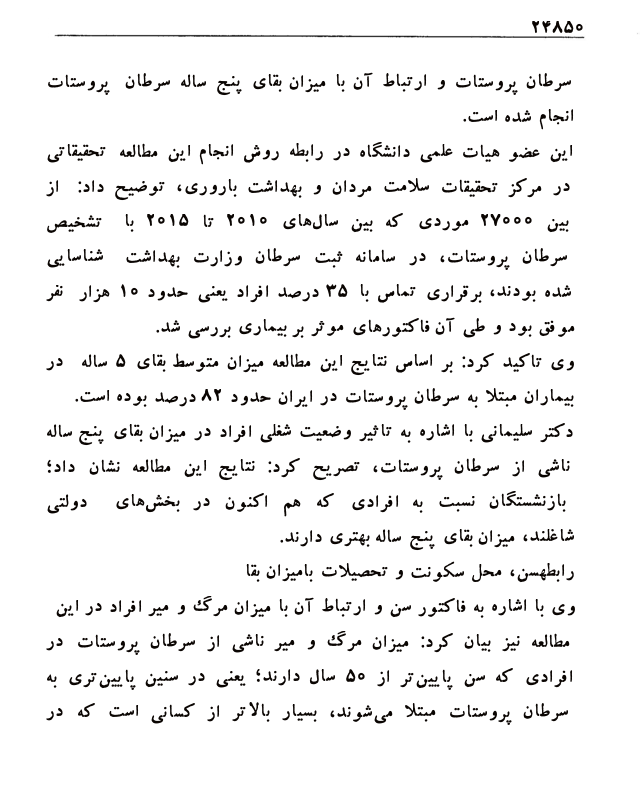 ۲۴۸۵۰
سرطان پروستات و ارتباط آن با میزان بقای پنج ساله سرطان پروستات
انجام شده است.
این عضو هیات علمی دانشگاه در رابطه روش انجام این مطالعه تحقیقاتی
در مرکز تحقیقات سلامت مردان و بهداشت باروری، توضیح داد: از
بین ۲۷۰۰۰ موردی که بین سال‌های ۲۰۱۰ تا ۲۰۱۵ با تشخیص
سرطان پروستات، در سامانه ثبت سرطان وزارت بهداشت شناسایی
شده بودند، برقراری تماس با ۳۵ درصد افراد یعنی حدود ۱۰ هزار نفر
موفق بود و طی آن فاکتورهای موثر بر بیماری بررسی شد.
وی تاکید کرد: بر اساس نتایج این مطالعه میزان متوسط بقای ۵ ساله در
بیماران مبتلا به سرطان پروستات در ایران حدود ۸۲ درصد بوده است.
دکتر سلیمانی با اشاره به تاثیر وضعیت شغلی افراد در میزان بقای پنج ساله
ناشی از سرطان پروستات، تصریح کرد: نتایج این مطالعه نشان داد؛
بازنشستگان نسبت به افرادی که هم اکنون در بخش‌های دولتی
شاغلند، میزان بقای پنج ساله بهتری دارند.
رابطهسن، محل سکونت و تحصیلات بامیزان بقا
وی با اشاره به فاکتور سن و ارتباط آن با میزان مرگ و میر افراد در این
مطالعه نیز بیان کرد: میزان مرگ و میر ناشی از سرطان پروستات در
افرادی که سن پایین‌تر از ۵۰ سال دارند؛ یعنی در سنین پایین‌تری به
سرطان پروستات مبتلا می‌شوند، بسیار بالاتر از کسانی است که در